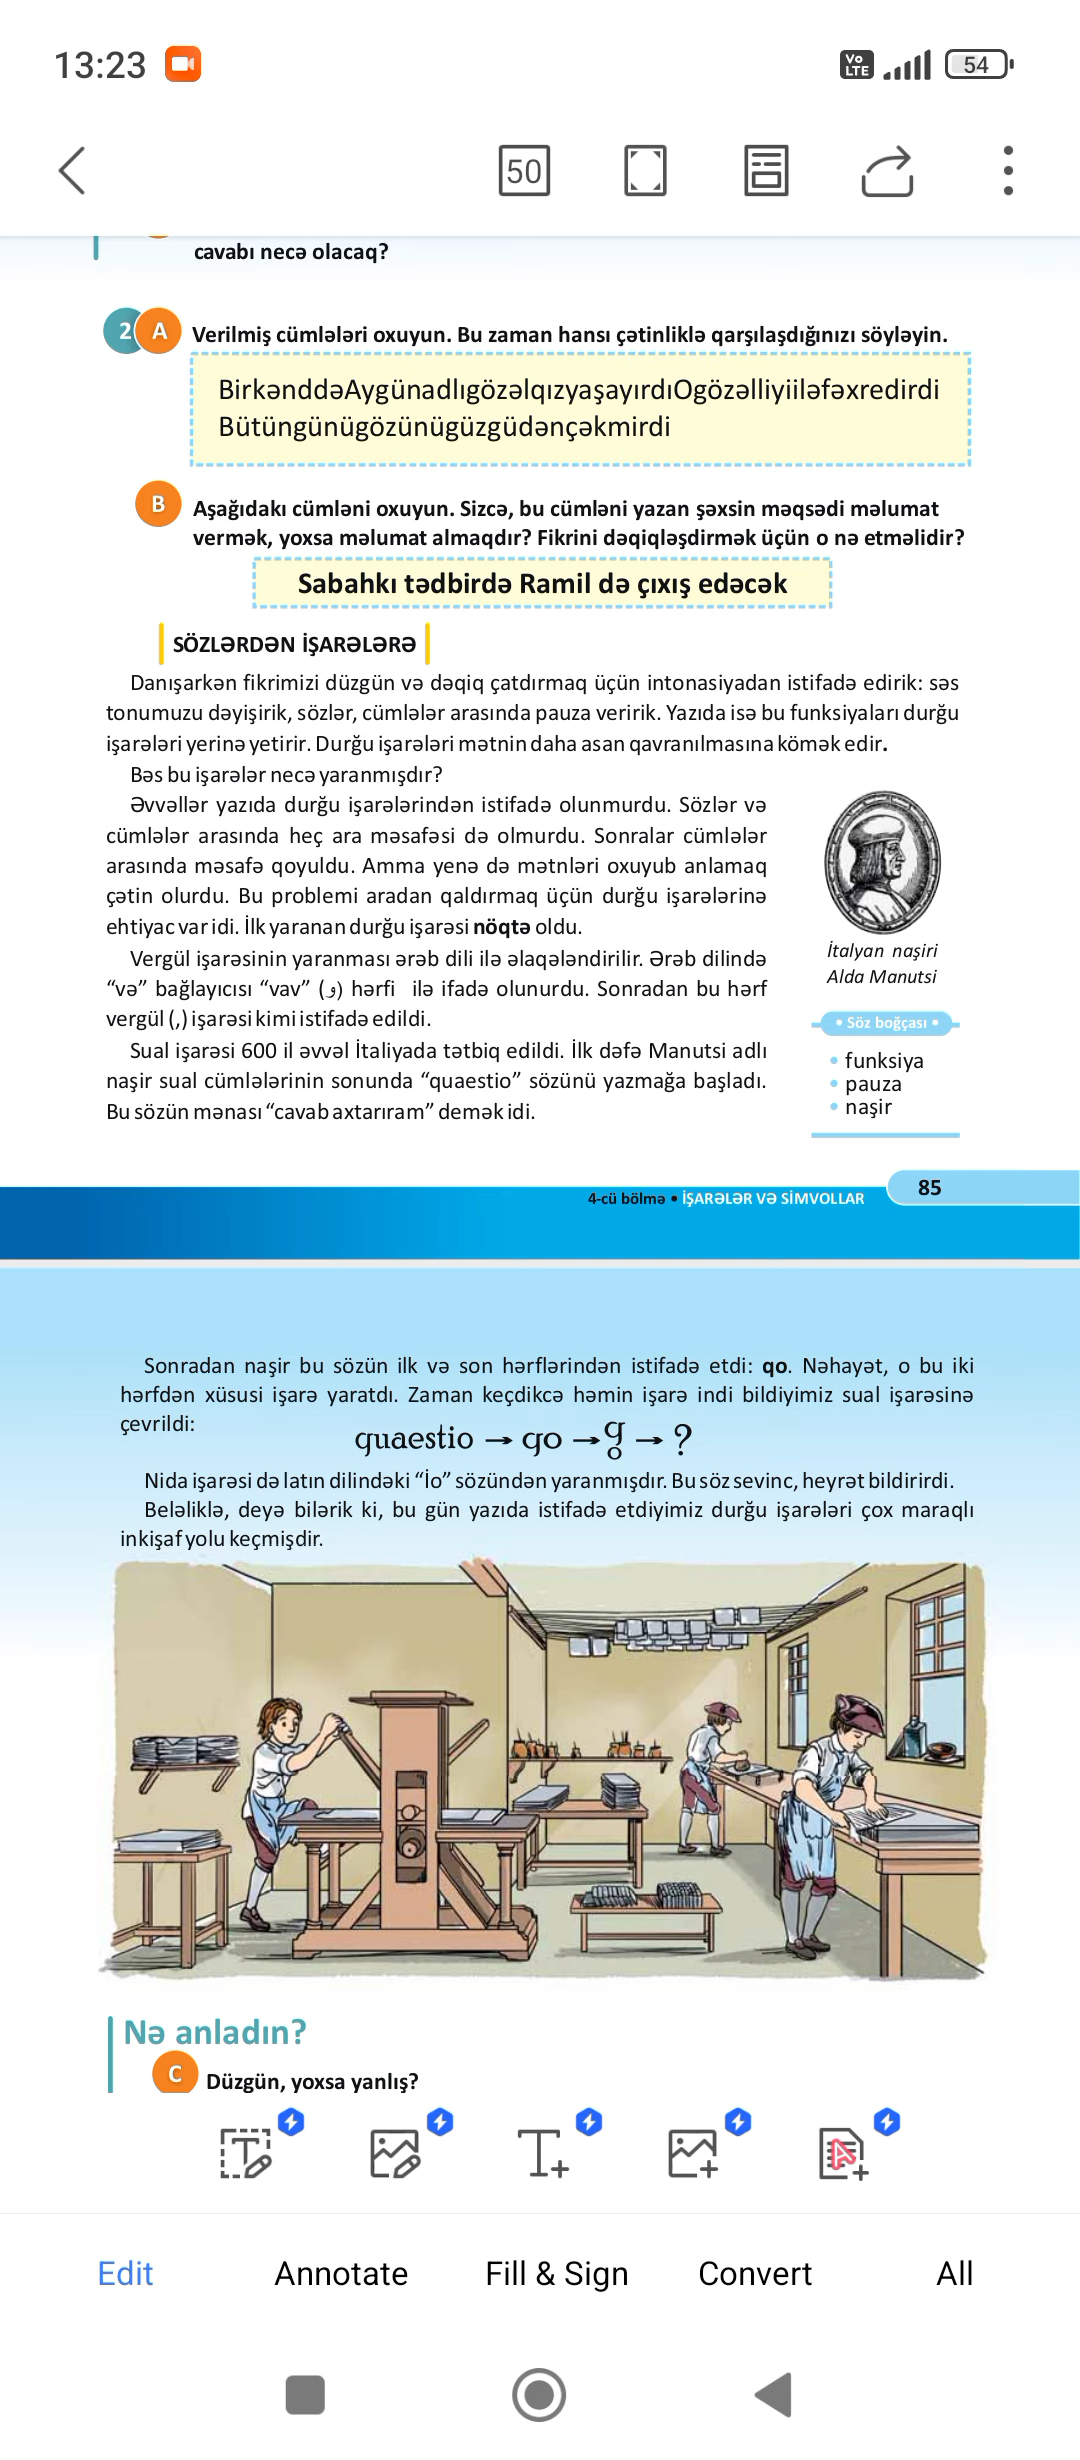 13:23
Vo LTE
54
50
cavabı necə olacaq?
2 A Verilmiş cümlələri oxuyun. Bu zaman hansı çətinliklə qarşılaşdığınızı söyləyin.
BirkənddəAygünadlıgözəlqızyaşayırdıOgözəlliyiiləfəxredirdi
Bütüngünügözünügüzgüdənçəkmirdi
B Aşağıdakı cümləni oxuyun. Sizcə, bu cümləni yazan şəxsin məqsədi məlumat
vermək, yoxsa məlumat almaqdır? Fikrini dəqiqləşdirmək üçün o nə etməlidir?
Sabahkı tədbirdə Ramil də çıxış edəcək
SÖZLƏRDƏN İŞARƏLƏRƏ
Danışarkən fikrimizi düzgün və dəqiq çatdırmaq üçün intonasiyadan istifadə edirik: səs
tonumuzu dəyişirik, sözlər, cümlələr arasında pauza veririk. Yazıda isə bu funksiyaları durğu
işarələri yerinə yetirir. Durğu işarələri mətnin daha asan qavranılmasına kömək edir.
Bəs bu işarələr necə yaranmışdır?
Əvvəllər yazıda durğu işarələrindən istifadə olunmurdu. Sözlər və
cümlələr arasında heç ara məsafəsi də olmurdu. Sonralar cümlələr
arasında məsafə qoyuldu. Amma yenə də mətnləri oxuyub anlamaq
çətin olurdu. Bu problemi aradan qaldırmaq üçün durğu işarələrinə
ehtiyac var idi. İlk yaranan durğu işarəsi nöqtə oldu.
Vergül işarəsinin yaranması ərəb dili ilə əlaqələndirilir. Ərəb dilində
“və” bağlayıcısı “vav” (و) hərfi ilə ifadə olunurdu. Sonradan bu hərf
vergül (,) işarəsi kimi istifadə edildi.
Sual işarəsi 600 il əvvəl İtaliyada tətbiq edildi. İlk dəfə Manutsi adlı
naşir sual cümlələrinin sonunda “quaestio” sözünü yazmağa başladı.
Bu sözün mənası “cavab axtarıram” demək idi.
İtalyan naşiri
Alda Manutsi
• Söz boğçası •
• funksiya
• pauza
• naşir
4-cü bölmə • İŞARƏLƏR VƏ SİMVOLLAR 85
Sonradan naşir bu sözün ilk və son hərflərindən istifadə etdi: qo. Nəhayət, o bu iki
hərfdən xüsusi işarə yaratdı. Zaman keçdikcə həmin işarə indi bildiyimiz sual işarəsinə
çevrildi:
quaestio → qo → q o → ?
Nida işarəsi də latın dilindəki “İo” sözündən yaranmışdır. Bu söz sevinc, heyrət bildirirdi.
Beləliklə, deyə bilərik ki, bu gün yazıda istifadə etdiyimiz durğu işarələri çox maraqlı
inkişaf yolu keçmişdir.
Nə anladın?
C Düzgün, yoxsa yanlış?
Edit Annotate Fill & Sign Convert All